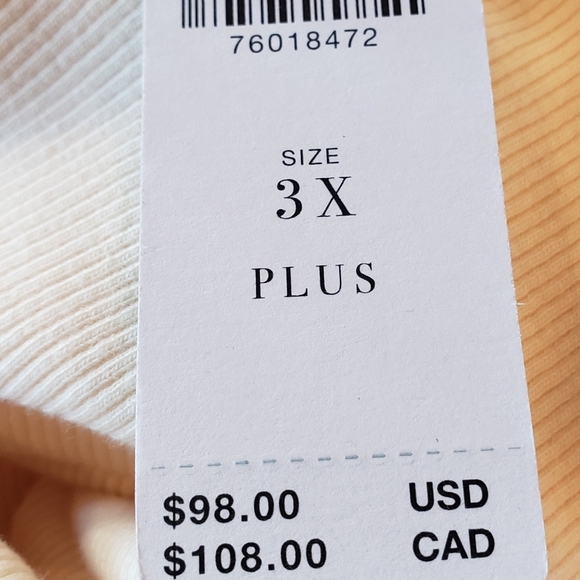 76018472
SIZE
3X
PLUS
$98.00 USD
$108.00 CAD